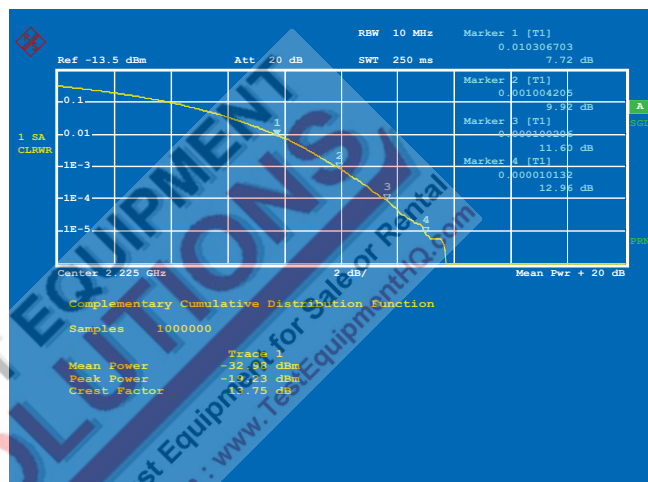 RBW 10 MHz
Marker 1 [T1]
0.010306703
Ref -13.5 dBm Att 20 dB SWT 250 ms 7.72 dB
Marker 2 [T1]
0.001004205
0.1
9.92 dB
A
Marker 3 [T1]
SGL
1
0.01
0.000100206
1 SA
CLRWR
11.60 dB
2
Marker 4 [T1]
1E-3
0.000010132
3
12.96 dB
1E-4
4
1E-5
PRN
Center 2.225 GHz 2 dB/ Mean Pwr + 20 dB
Complementary Cumulative Distribution Function
Samples 1000000
Trace 1
Mean Power -32.98 dBm
Peak Power -19.23 dBm
Crest Factor 13.75 dB
EQUIPMENT
Equipment for Sale or Rental
: www.TestEquipmentHQ.com